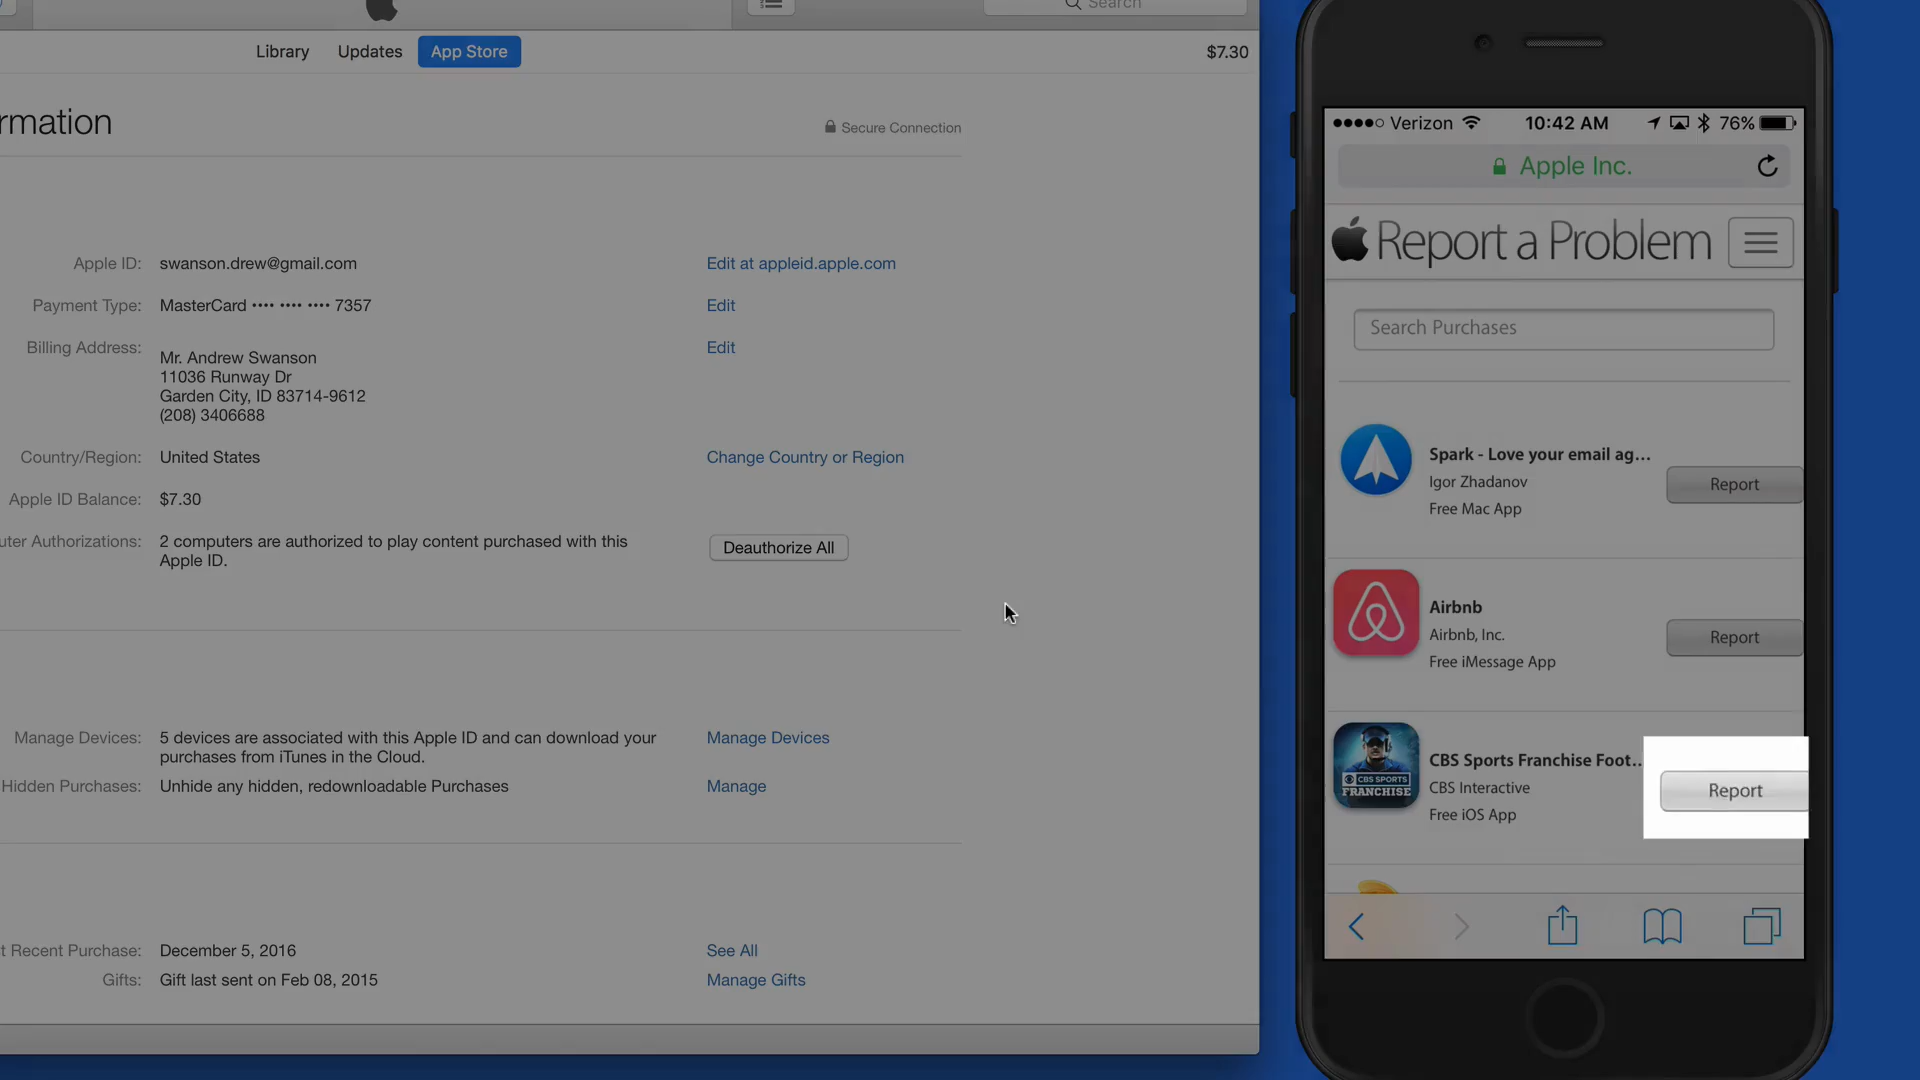 Search
Library
Updates
App Store
$7.30
rmation
Secure Connection
Apple ID:
swanson.drew@gmail.com
Edit at appleid.apple.com
Payment Type:
MasterCard •••• •••• •••• 7357
Edit
Billing Address:
Mr. Andrew Swanson
11036 Runway Dr
Garden City, ID 83714-9612
(208) 3406688
Edit
Country/Region:
United States
Change Country or Region
Apple ID Balance:
$7.30
uter Authorizations:
2 computers are authorized to play content purchased with this
Apple ID.
Deauthorize All
Manage Devices:
5 devices are associated with this Apple ID and can download your
purchases from iTunes in the Cloud.
Manage Devices
Hidden Purchases:
Unhide any hidden, redownloadable Purchases
Manage
t Recent Purchase:
December 5, 2016
See All
Gifts:
Gift last sent on Feb 08, 2015
Manage Gifts
Verizon
10:42 AM
76%
Apple Inc.
Report a Problem
Search Purchases
Spark - Love your email ag...
Igor Zhadanov
Free Mac App
Report
Airbnb
Airbnb, Inc.
Free iMessage App
Report
CBS SPORTS
FRANCHISE
CBS Sports Franchise Foot...
CBS Interactive
Free iOS App
Report